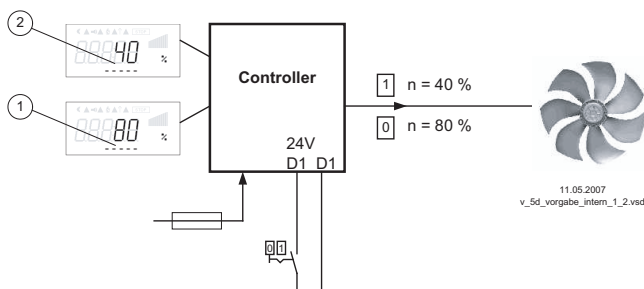 2
40
%
1
80
%
Controller
24V
D1 D1
1 n = 40 %
0 n = 80 %
0 1
11.05.2007
v_5d_vorgabe_intern_1_2.vsd